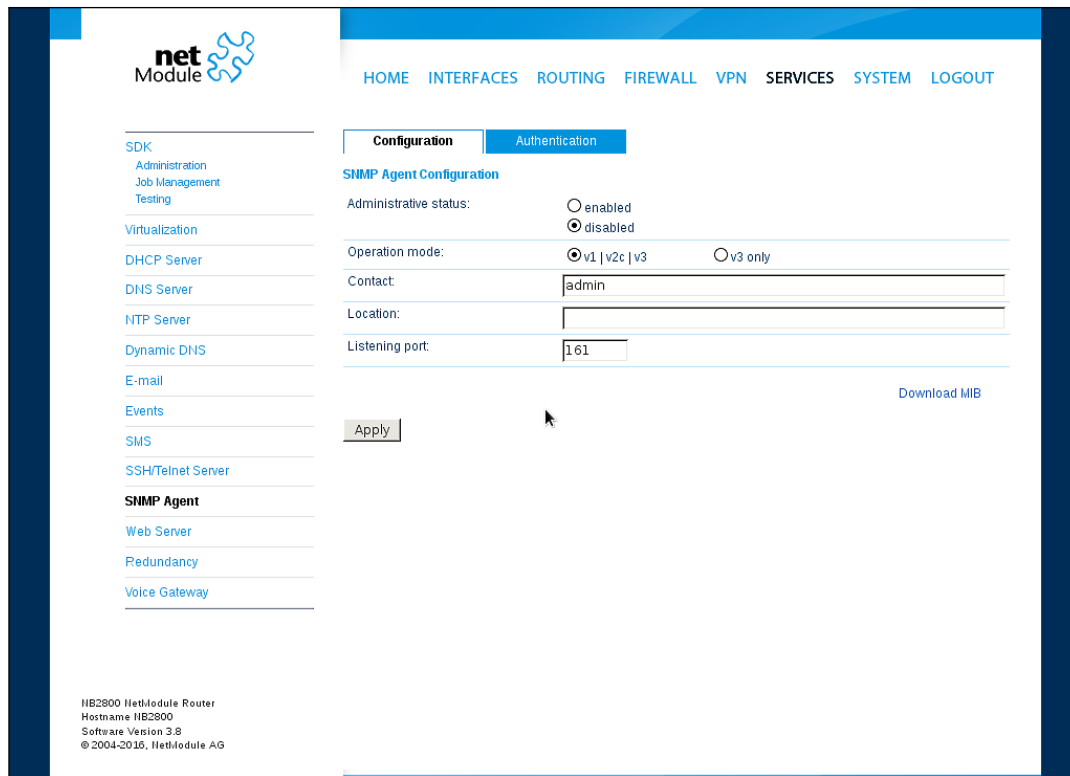 net
Module
HOME INTERFACES ROUTING FIREWALL VPN SERVICES SYSTEM LOGOUT
SDK
Administration
Job Management
Testing
Virtualization
DHCP Server
DNS Server
NTP Server
Dynamic DNS
E-mail
Events
SMS
SSH/Telnet Server
SNMP Agent
Web Server
Redundancy
Voice Gateway
Configuration Authentication
SNMP Agent Configuration
Administrative status: enabled
disabled
Operation mode: v1 | v2c | v3 v3 only
Contact: admin
Location:
Listening port: 161
Download MIB
Apply
NB2800 NetModule Router
Hostname NB2800
Software Version 3.8
© 2004-2016, NetModule AG